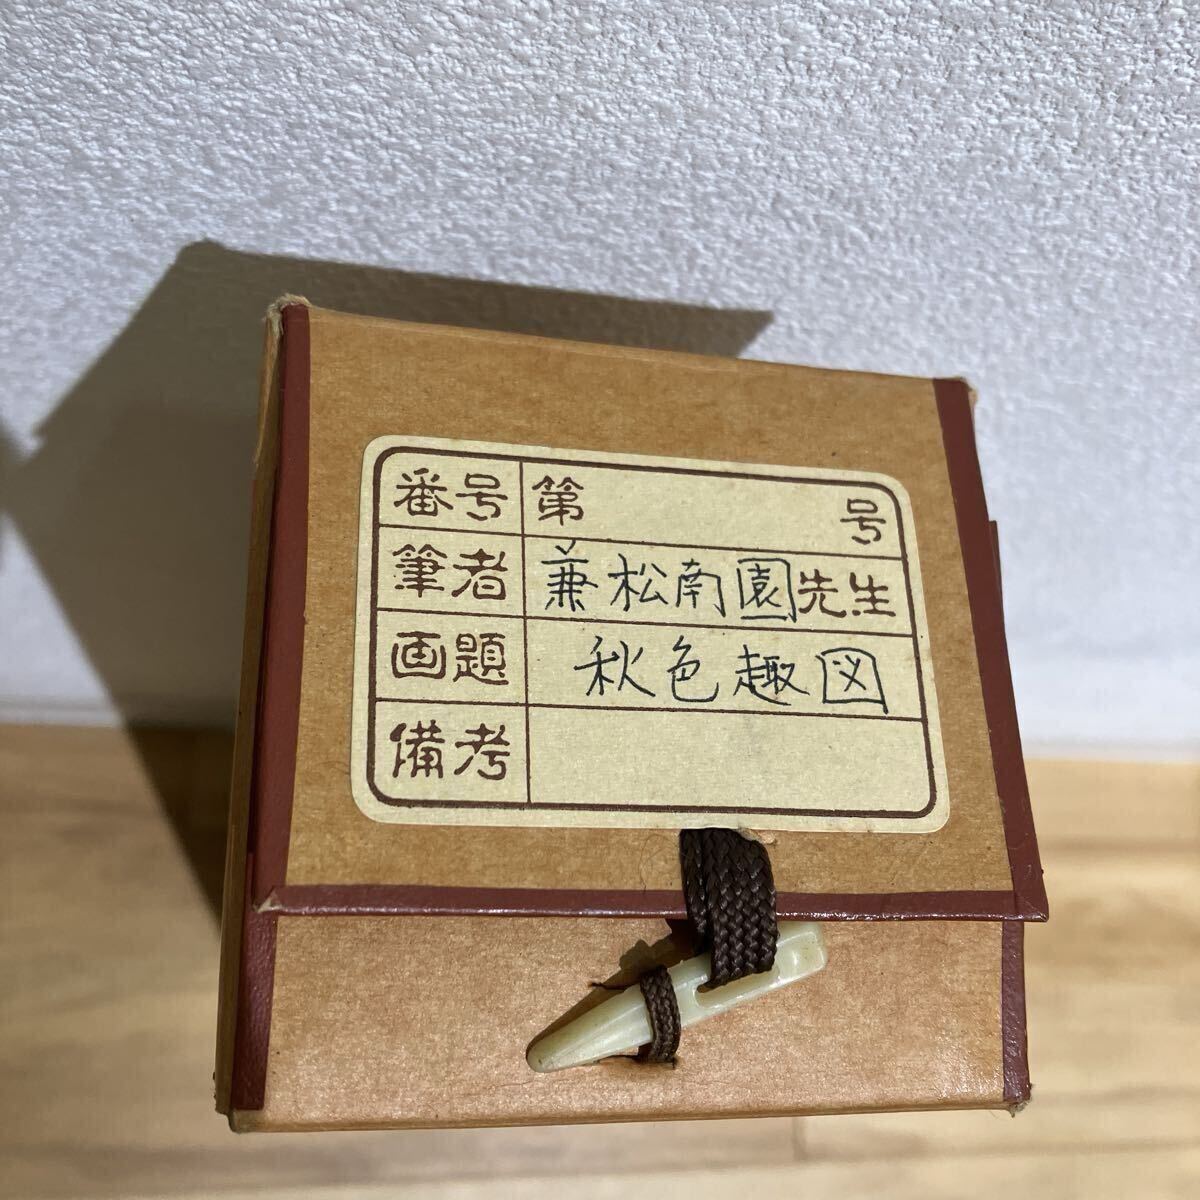 番号 第 号
筆者 兼松南園先生
画題 秋色趣図
備考